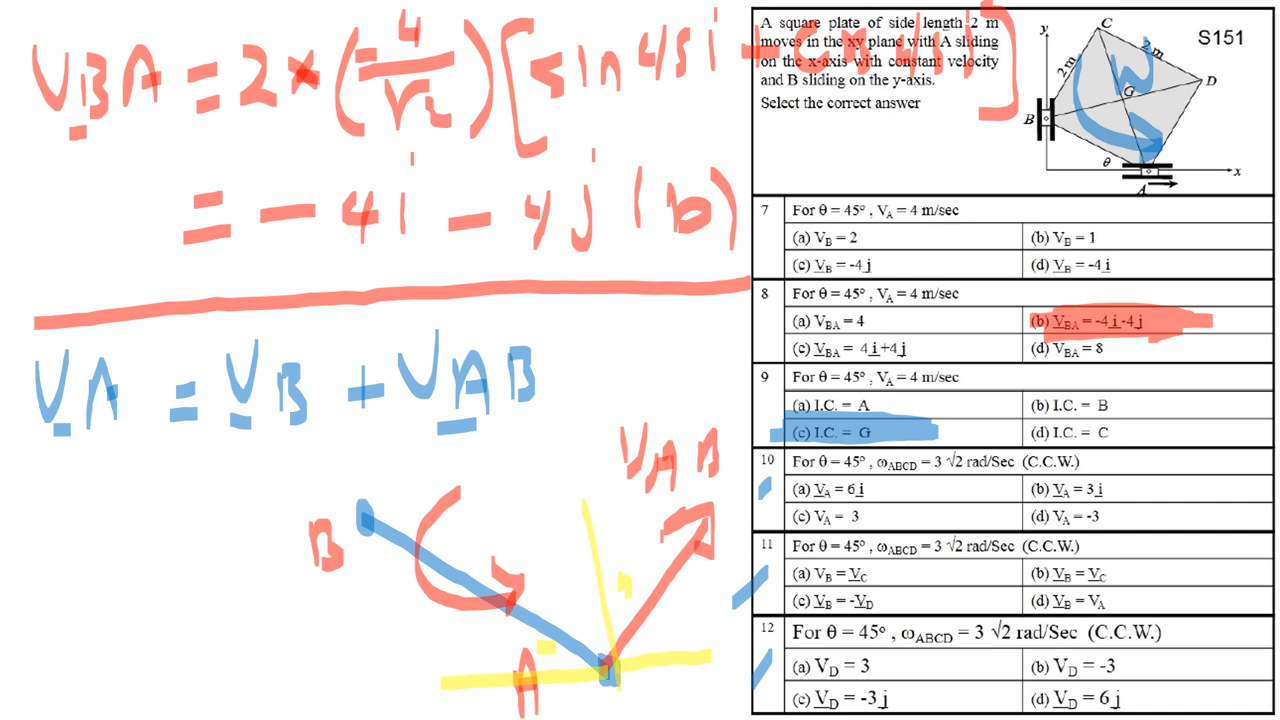 VBA = 2 * (-4/√2) [sin 45 i + cos 45 j]
= - 4 i - 4 j (b)
VA = VB + VAB
VAB
B
A
A square plate of side length 2 m
moves in the xy plane with A sliding
on the x-axis with constant velocity
and B sliding on the y-axis.
Select the correct answer
S151
y
C
2 m
2 m
D
G
B
θ
x
A
7 For θ = 45° , VA = 4 m/sec
(a) VB = 2 (b) VB = 1
(c) VB = -4 j (d) VB = -4 i
8 For θ = 45° , VA = 4 m/sec
(a) VBA = 4 (b) VBA = -4 i -4 j
(c) VBA = 4 i +4 j (d) VBA = 8
9 For θ = 45° , VA = 4 m/sec
(a) I.C. = A (b) I.C. = B
(c) I.C. = G (d) I.C. = C
10 For θ = 45° , ωABCD = 3 √2 rad/Sec (C.C.W.)
(a) VA = 6 i (b) VA = 3 i
(c) VA = 3 (d) VA = -3
11 For θ = 45° , ωABCD = 3 √2 rad/Sec (C.C.W.)
(a) VB = VC (b) VB = VC
(c) VB = -VD (d) VB = VA
12 For θ = 45° , ωABCD = 3 √2 rad/Sec (C.C.W.)
(a) VD = 3 (b) VD = -3
(c) VD = -3 j (d) VD = 6 j